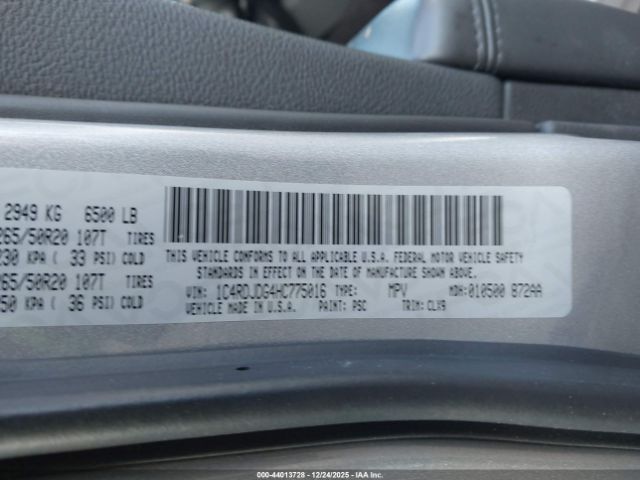 2949 KG 6500 LB
265/50R20 107T TIRES
230 KPA ( 33 PSI) COLD
265/50R20 107T TIRES
250 KPA ( 36 PSI) COLD
THIS VEHICLE CONFORMS TO ALL APPLICABLE U.S.A. FEDERAL MOTOR VEHICLE SAFETY
STANDARDS IN EFFECT ON THE DATE OF MANUFACTURE SHOWN ABOVE.
VIN: 1C4RDJDG4HC775016 TYPE: MPV MDH: 010500 B72AA
VEHICLE MADE IN U.S.A. PAINT: PSC TRIM: CLX9
000-44013728 - 12/24/2025 - IAA Inc.